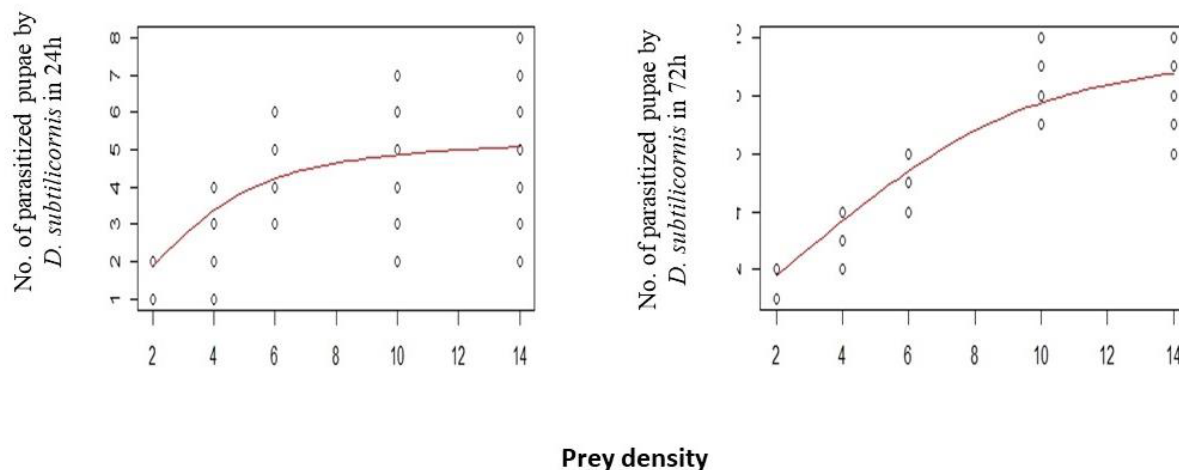 No. of parasitized pupae by
D. subtilicornis in 24h
8
7
6
5
4
3
2
1
2 4 6 8 10 12 14
No. of parasitized pupae by
D. subtilicornis in 72h
2 4 6 8 10 12 14
Prey density